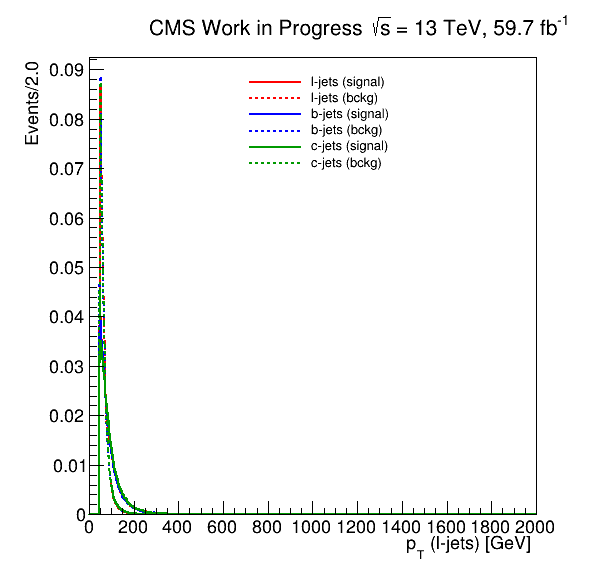 CMS Work in Progress √s = 13 TeV, 59.7 fb⁻¹
Events/2.0
0.09
0.08
0.07
0.06
0.05
0.04
0.03
0.02
0.01
0
l-jets (signal)
l-jets (bckg)
b-jets (signal)
b-jets (bckg)
c-jets (signal)
c-jets (bckg)
0 200 400 600 800 1000 1200 1400 1600 1800 2000
p_T (l-jets) [GeV]